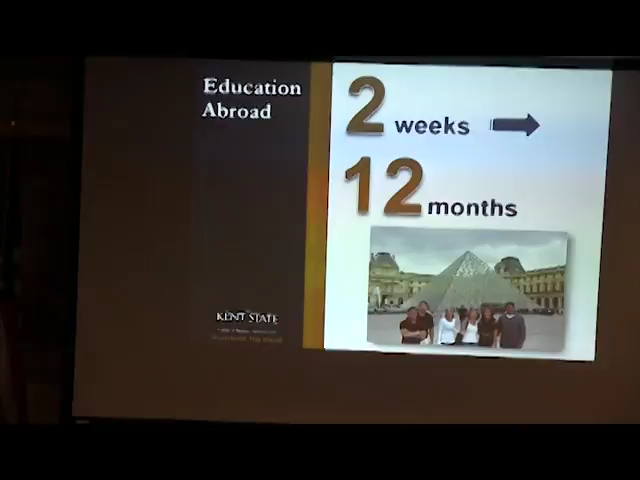 Education
Abroad
2 weeks
12 months
KENT STATE